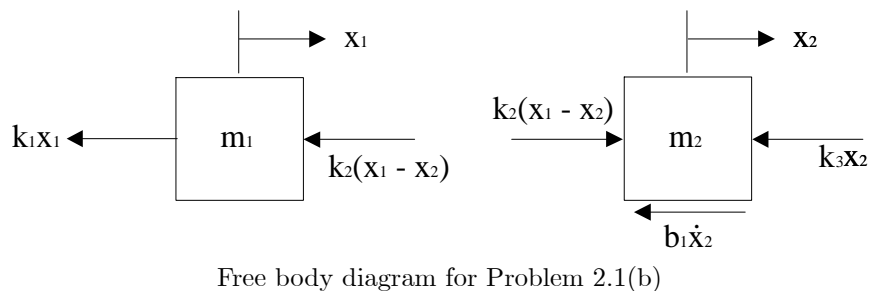 x₁ x₂
k₂(x₁ - x₂)
k₁x₁ m₁ m₂
k₂(x₁ - x₂) k₃x₂
b₁ẋ₂
Free body diagram for Problem 2.1(b)